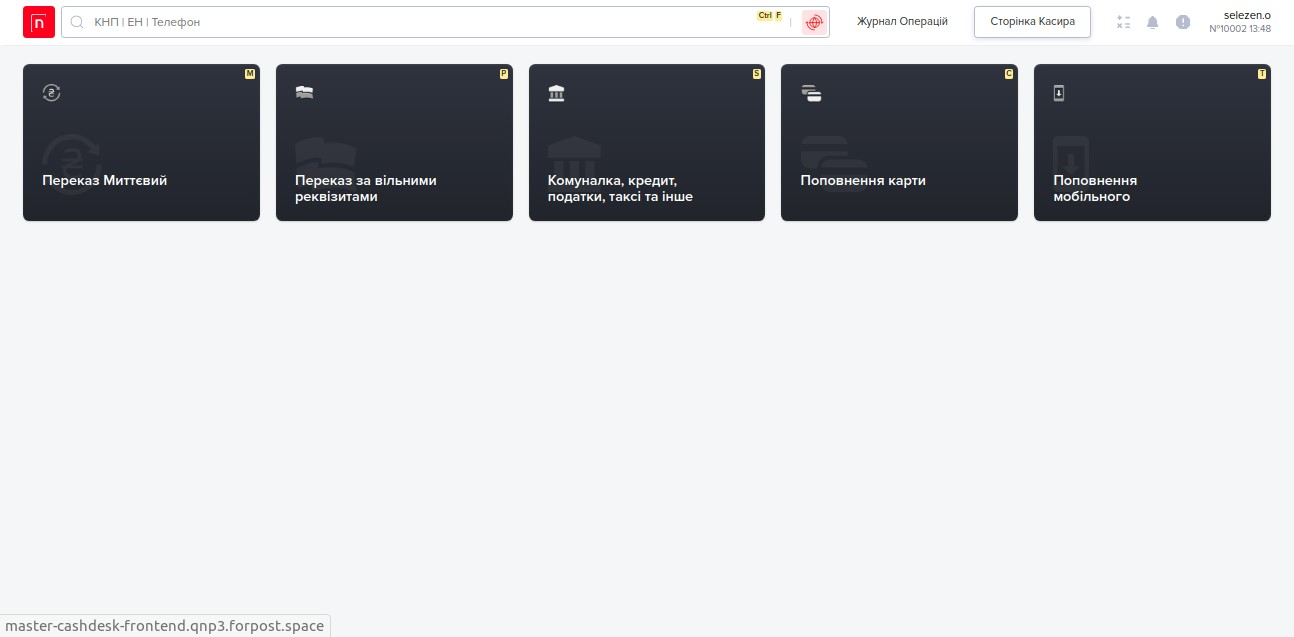 n
КНП | ЕН | Телефон
Ctrl F
Журнал Операцій
Сторінка Касира
selezen.o
№10002 13:48
M
Переказ Миттєвий
P
Переказ за вільними
реквізитами
S
Комуналка, кредит,
податки, таксі та інше
C
Поповнення карти
T
Поповнення
мобільного
master-cashdesk-frontend.qnp3.forpost.space